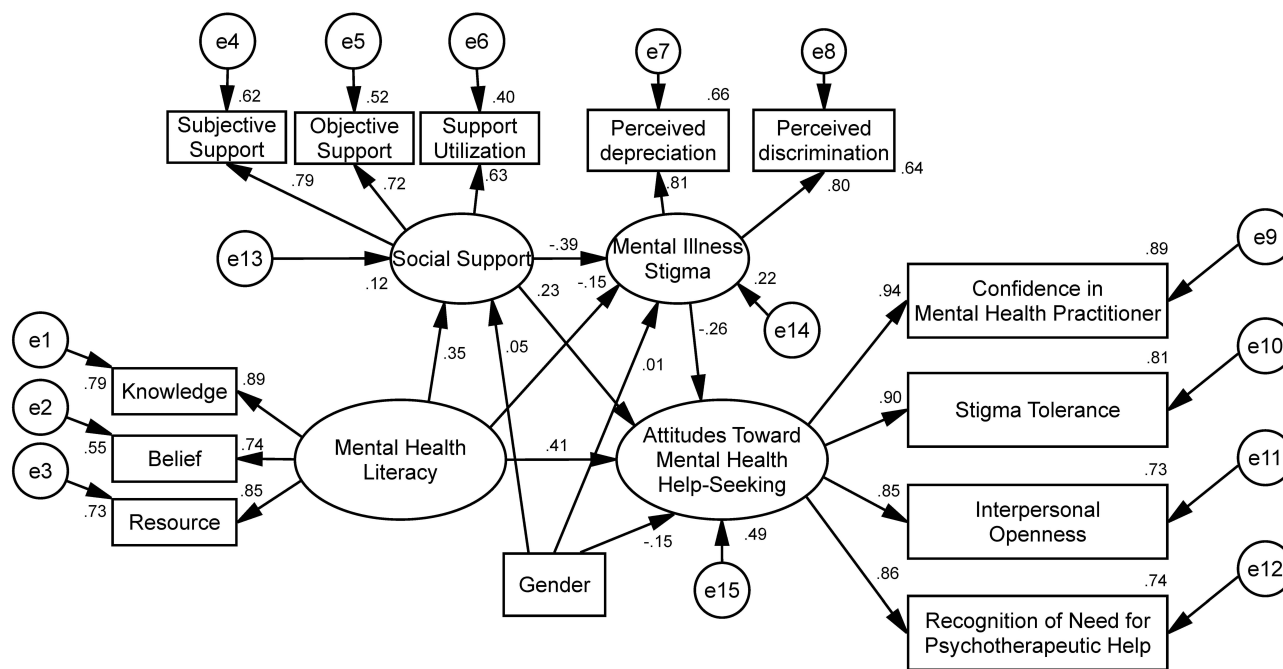 e4
e5
e6
e7
e8
.62
.52
.40
.66
Subjective
Support
Objective
Support
Support
Utilization
Perceived
depreciation
Perceived
discrimination
.64
.79
.72
.63
.81
.80
e13
Social Support
.12
-.39
Mental Illness
Stigma
-.15
.22
.23
e14
e9
.89
Confidence in
Mental Health Practitioner
.94
e1
.79
Knowledge
.89
.35
.05
.01
-.26
e10
.81
Stigma Tolerance
.90
e2
.55
Belief
.74
Mental Health
Literacy
.41
Attitudes Toward
Mental Health
Help-Seeking
e3
.73
Resource
.85
e11
.73
Interpersonal
Openness
.85
-.15
.49
Gender
e15
e12
.74
.86
Recognition of Need for
Psychotherapeutic Help